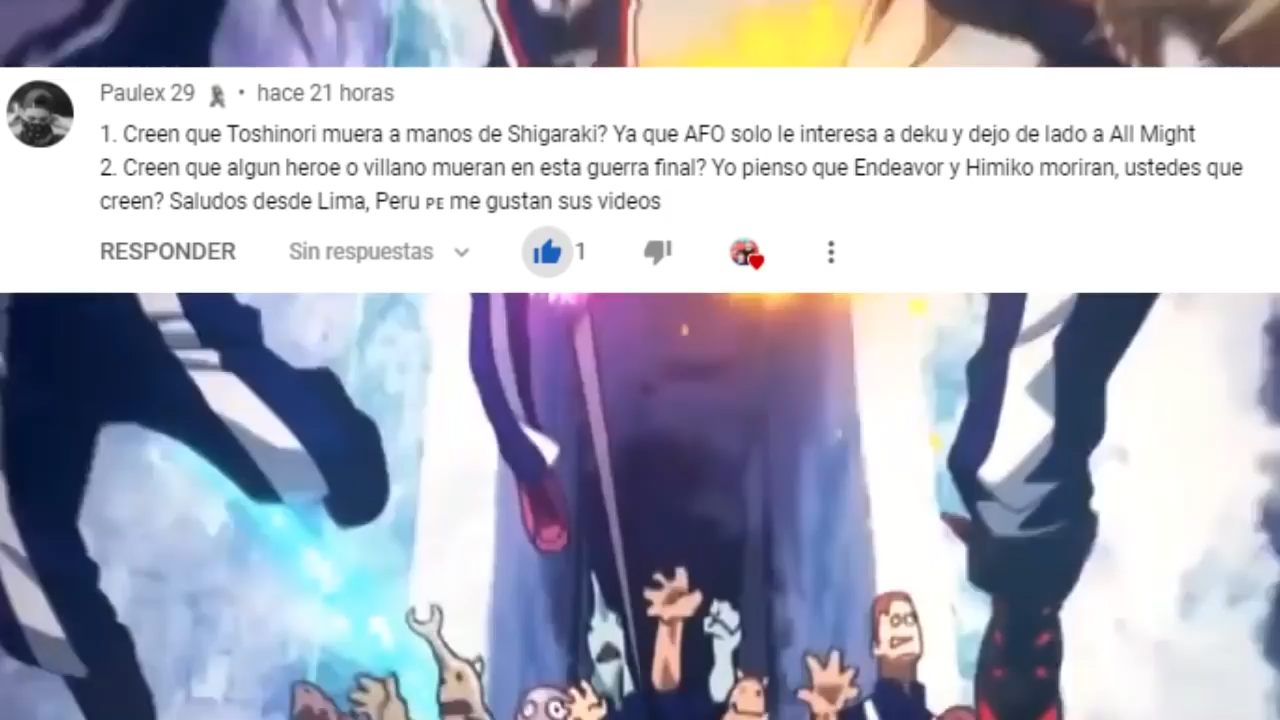 Paulex 29 🎗 • hace 21 horas
1. Creen que Toshinori muera a manos de Shigaraki? Ya que AFO solo le interesa a deku y dejo de lado a All Might
2. Creen que algun heroe o villano mueran en esta guerra final? Yo pienso que Endeavor y Himiko moriran, ustedes que
creen? Saludos desde Lima, Peru ᴘᴇ me gustan sus videos
RESPONDER Sin respuestas 1